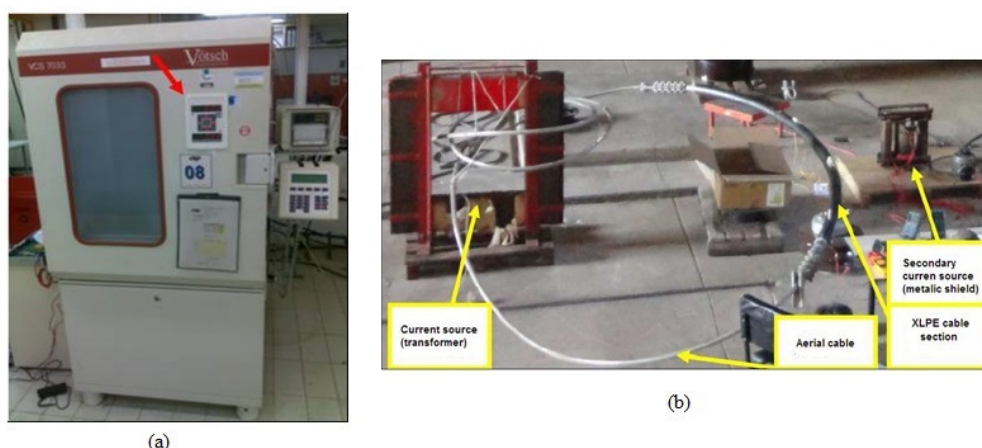 VCS 7033
Vötsch
08
(a)
Current source
(transformer)
Aerial cable
Secondary
curren source
(metalic shield)
XLPE cable
section
(b)